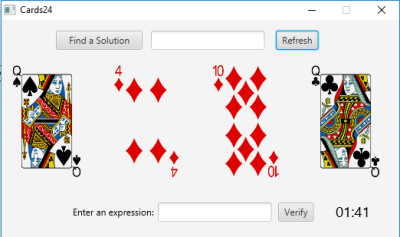 Cards24
Find a Solution Refresh
Q 4 10 Q
Q 4 10 Q
Enter an expression: Verify 01:41